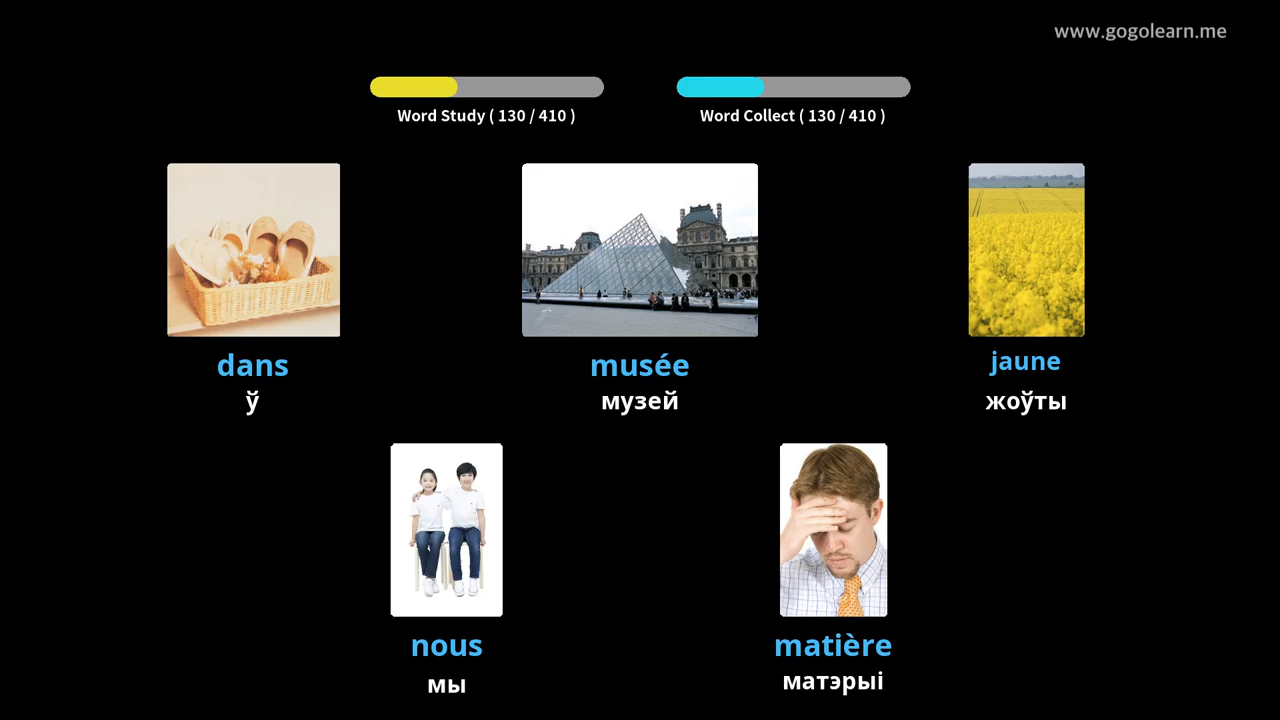 www.gogolearn.me
Word Study ( 130 / 410 )
Word Collect ( 130 / 410 )
dans
ў
musée
музей
jaune
жоўты
nous
мы
matière
матэрыі